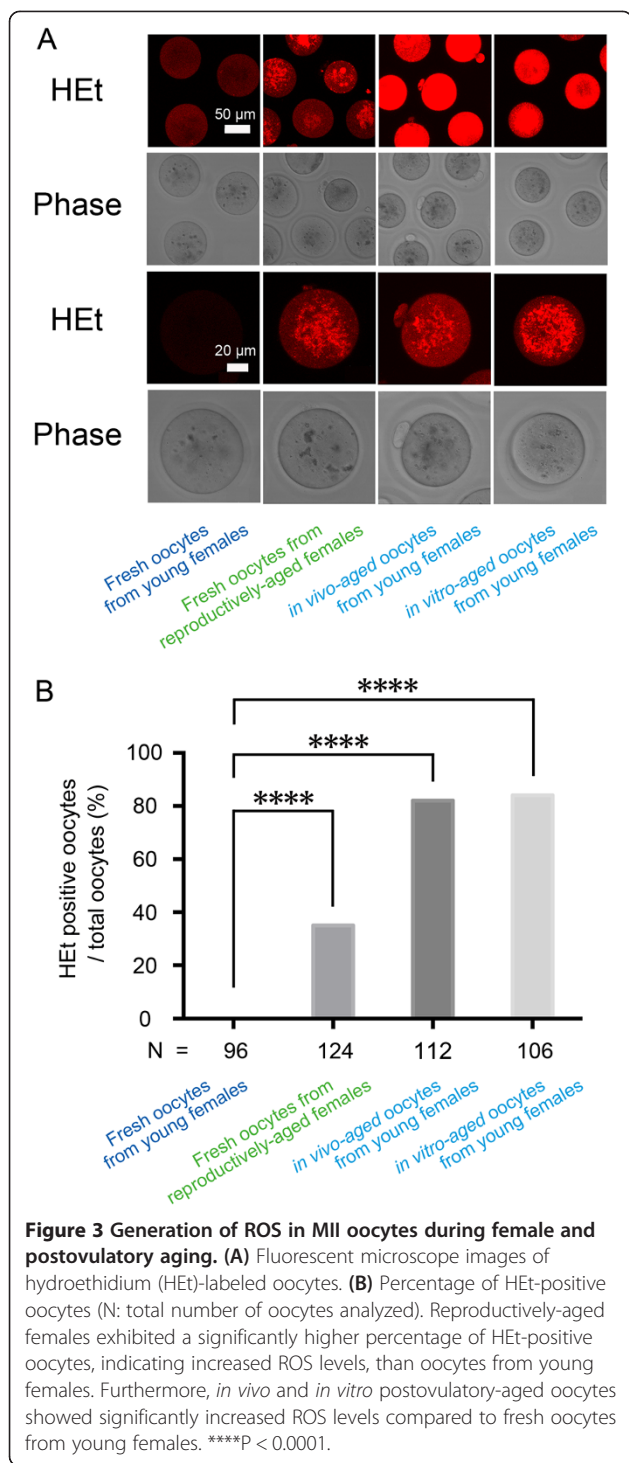 A
HEt
50 µm
Phase
HEt
20 µm
Phase
Fresh oocytes
from young females
Fresh oocytes from
reproductively-aged females
in vivo-aged oocytes
from young females
in vitro-aged oocytes
from young females
B
****
****
****
HEt positive oocytes
/ total oocytes (%)
100
80
60
40
20
0
N = 96 124 112 106
Fresh oocytes
from young females
Fresh oocytes from
reproductively-aged females
in vivo-aged oocytes
from young females
in vitro-aged oocytes
from young females
Figure 3 Generation of ROS in MII oocytes during female and
postovulatory aging. (A) Fluorescent microscope images of
hydroethidium (HEt)-labeled oocytes. (B) Percentage of HEt-positive
oocytes (N: total number of oocytes analyzed). Reproductively-aged
females exhibited a significantly higher percentage of HEt-positive
oocytes, indicating increased ROS levels, than oocytes from young
females. Furthermore, in vivo and in vitro postovulatory-aged oocytes
showed significantly increased ROS levels compared to fresh oocytes
from young females. ****P < 0.0001.